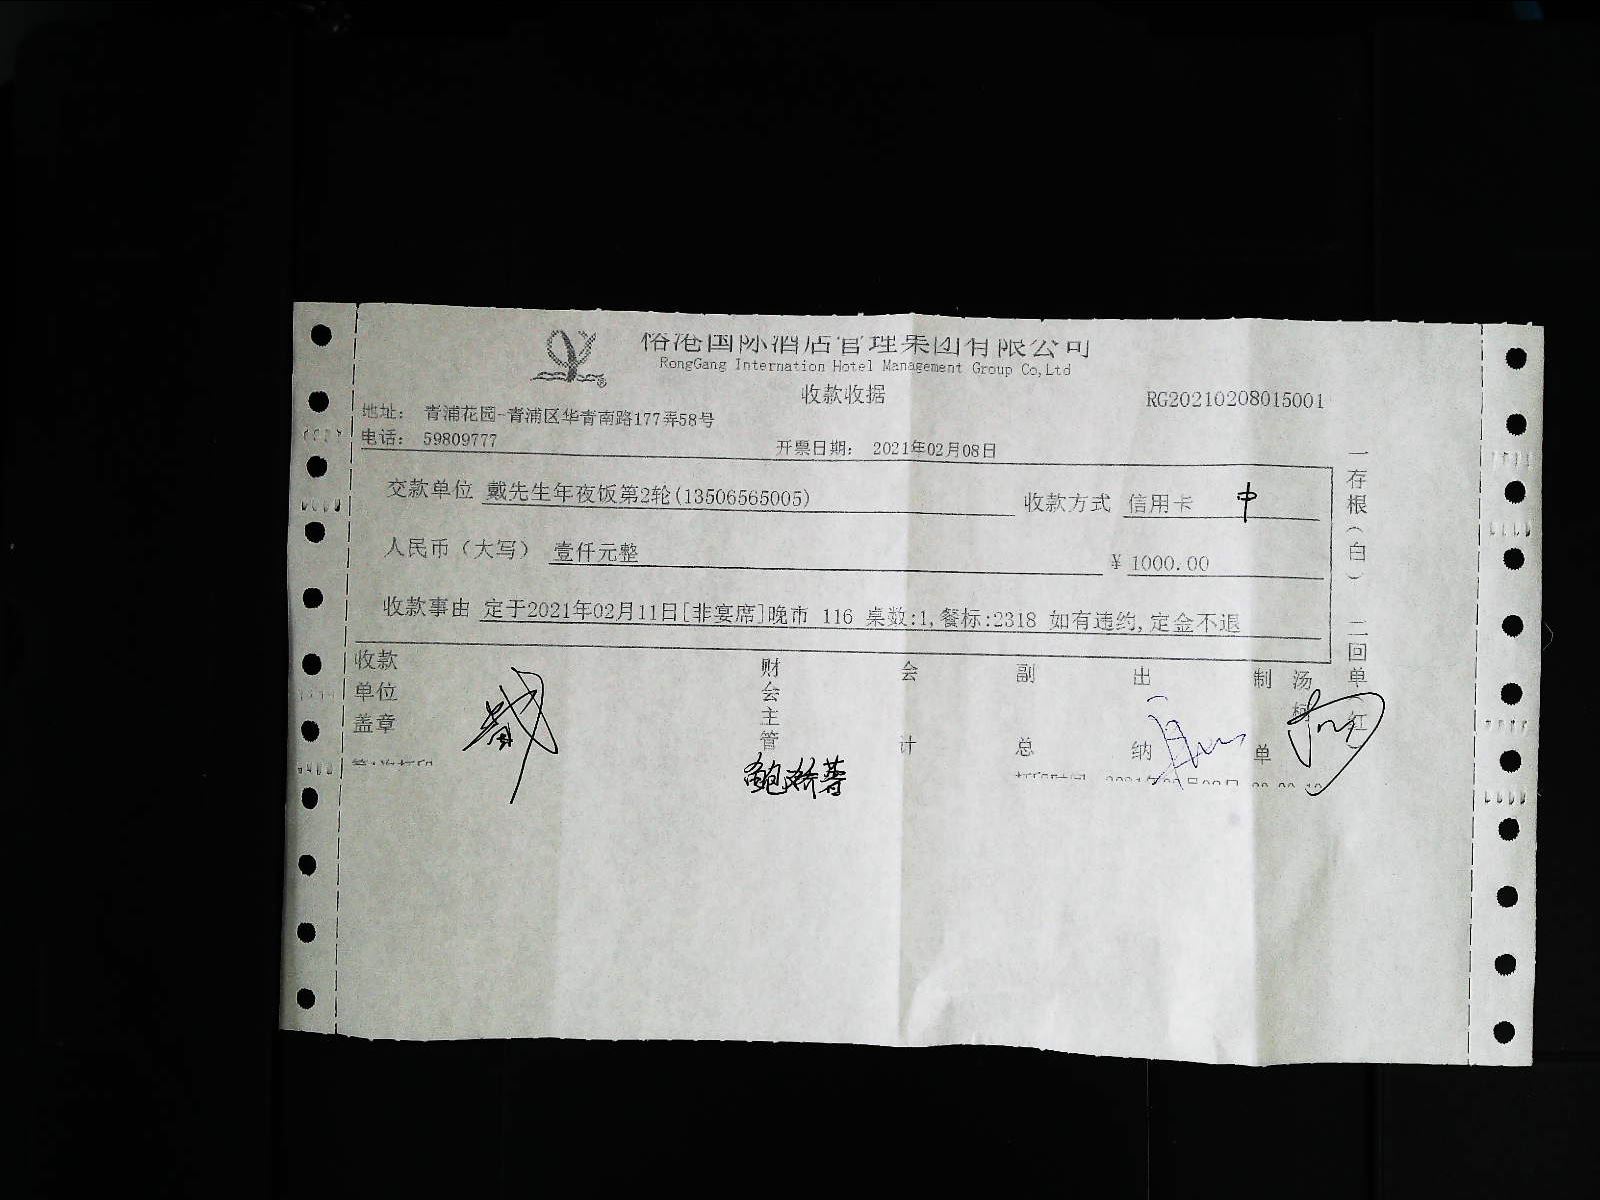 榕港国际酒店管理集团有限公司
RongGang International Hotel Management Group Co,Ltd
收款收据
RG20210208015001
地址： 青浦花园-青浦区华青南路177弄58号
电话： 59809777
开票日期： 2021年02月08日
交款单位 戴先生年夜饭第2轮(13506565005) 收款方式 信用卡 中
人民币（大写） 壹仟元整 ¥ 1000.00
收款事由 定于2021年02月11日[非宴席]晚市 116 桌数:1,餐标:2318 如有违约,定金不退
一存根（白） 二回单 红
收款单位盖章
戴
财会主管
会计
副总
出纳
制单
汤